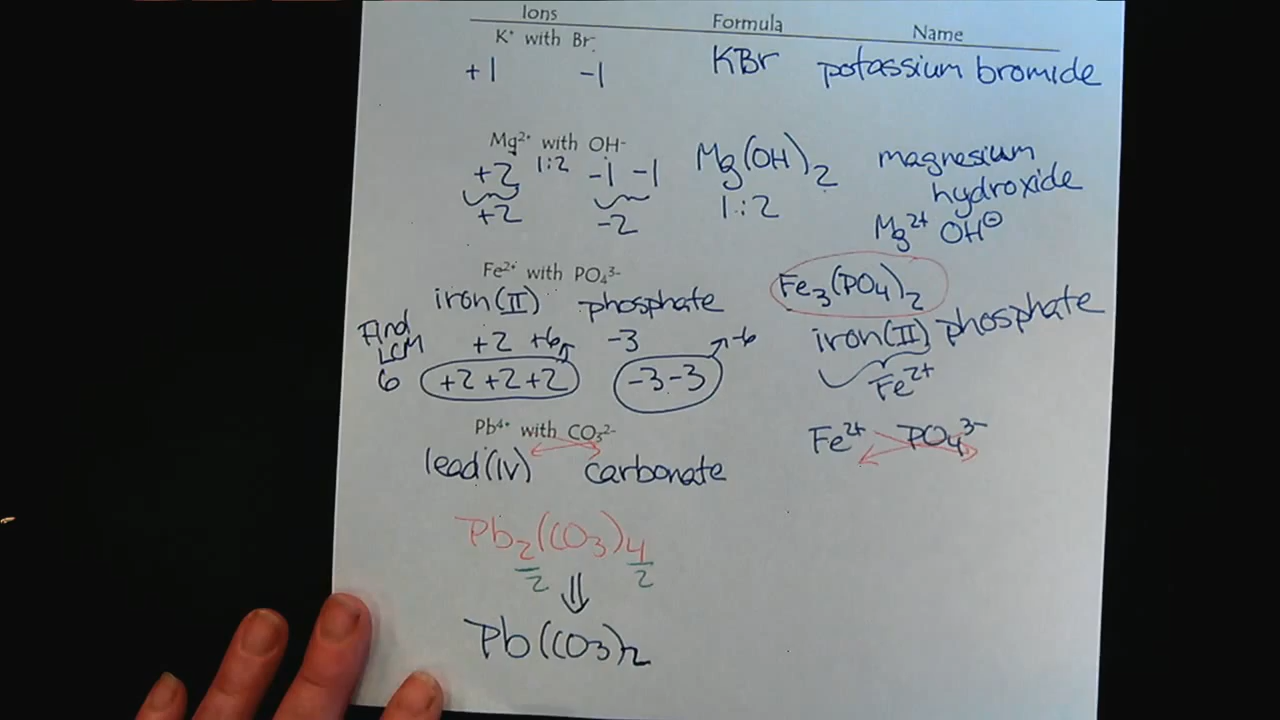 Ions Formula Name
K⁺ with Br⁻
+1 −1 KBr potassium bromide
Mg²⁺ with OH⁻
+2 1:2 −1 −1 Mg(OH)₂ magnesium
hydroxide
+2 −2 1:2
Mg²⁺ OH⊖
Fe²⁺ with PO₄³⁻
Fe₃(PO₄)₂
iron(II) phosphate
iron(II) phosphate
Find
LCM
6
+2 +6 −3 −6
+2+2+2 −3−3
Fe²⁺
Pb⁴⁺ with CO₃²⁻
Fe²⁺ PO₄³⁻
lead(IV) carbonate
Pb₂(CO₃)₄
2 2
⇓
Pb(CO₃)₂